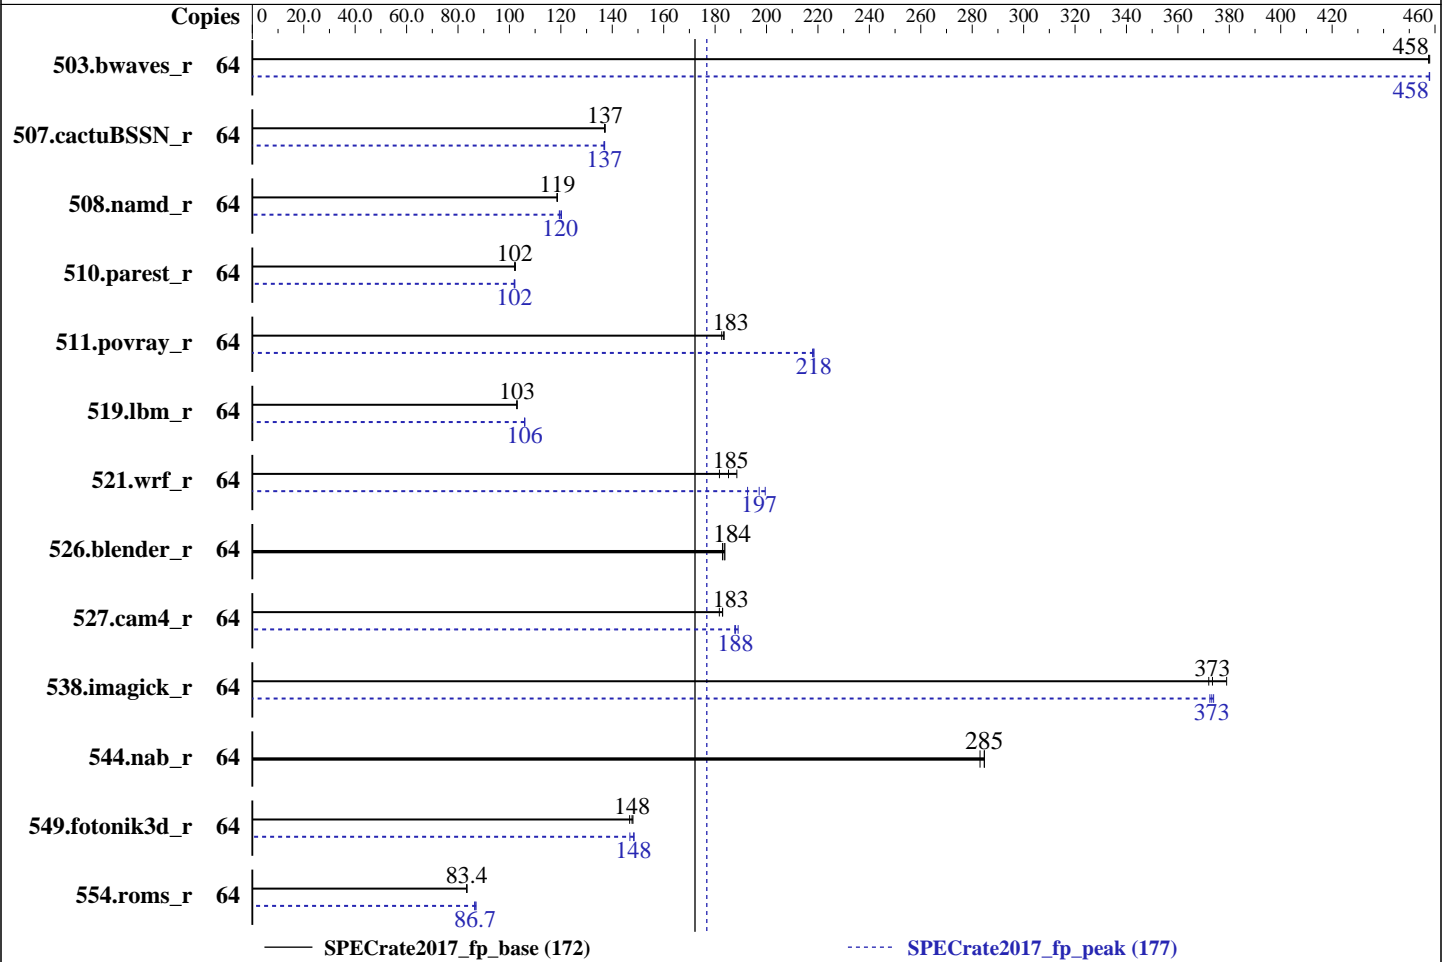 Copies 0 20.0 40.0 60.0 80.0 100 120 140 160 180 200 220 240 260 280 300 320 340 360 380 400 420 460
503.bwaves_r 64 458
458
507.cactuBSSN_r 64 137
137
508.namd_r 64 119
120
510.parest_r 64 102
102
511.povray_r 64 183
218
519.lbm_r 64 103
106
521.wrf_r 64 185
197
526.blender_r 64 184
527.cam4_r 64 183
188
538.imagick_r 64 373
373
544.nab_r 64 285
549.fotonik3d_r 64 148
148
554.roms_r 64 83.4
86.7
SPECrate2017_fp_base (172) SPECrate2017_fp_peak (177)